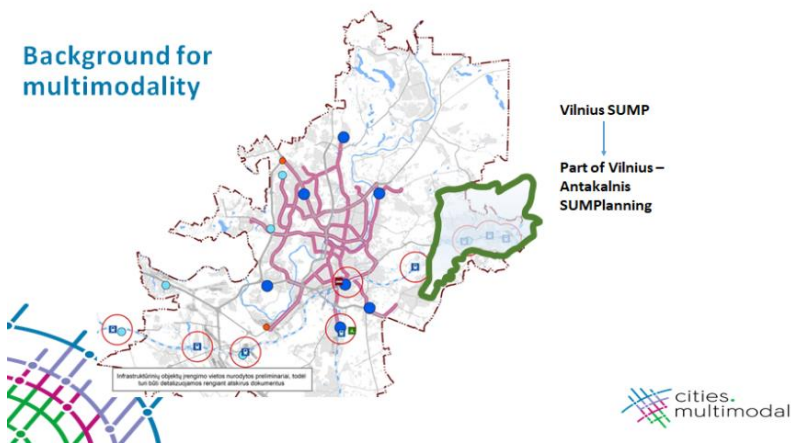 Background for
multimodality
Vilnius SUMP
Part of Vilnius –
Antakalnis
SUMPlanning
Infrastruktūrinių objektų įrengimo vietos nurodytos preliminariai, todėl
turi būti detalizuojamos rengiant atskirus dokumentus
cities.
multimodal